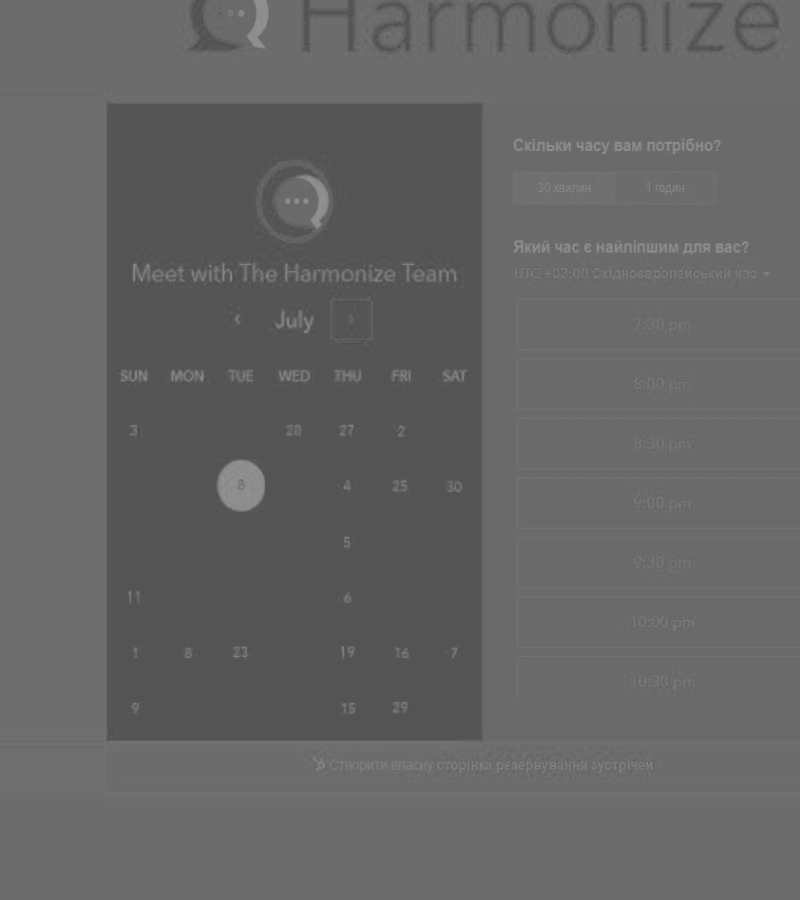 Harmonize
Meet with The Harmonize Team
‹ July ›
SUN MON TUE WED THU FRI SAT
3 28 27 2
8 4 25 30
5
11 6
1 8 23 19 16 7
9 15 29
Скільки часу вам потрібно?
30 хвилин 1 годин
Який час є найліпшим для вас?
UTC +03:00 Східноєвропейський час
7:30 pm
8:00 pm
8:30 pm
9:00 pm
9:30 pm
10:00 pm
10:30 pm
Створити власну сторінка резервування зустрічей